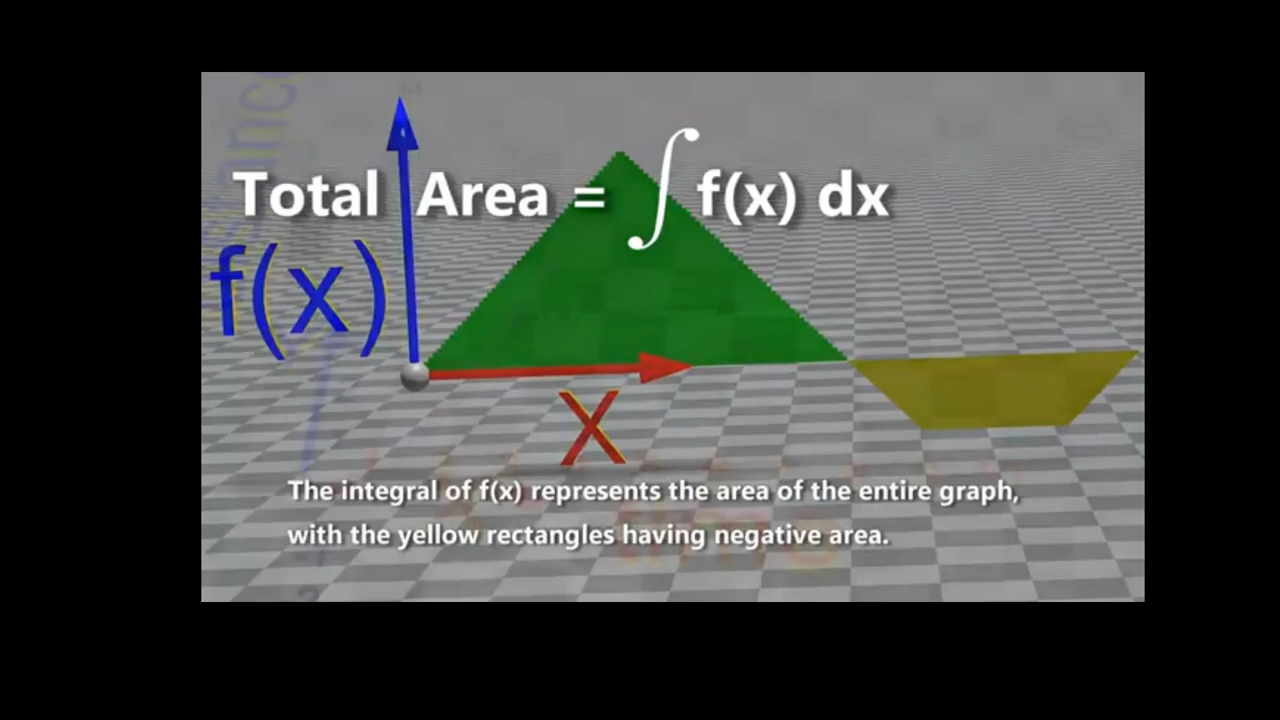 Total Area = ∫ f(x) dx
f(x)
X
The integral of f(x) represents the area of the entire graph,
with the yellow rectangles having negative area.